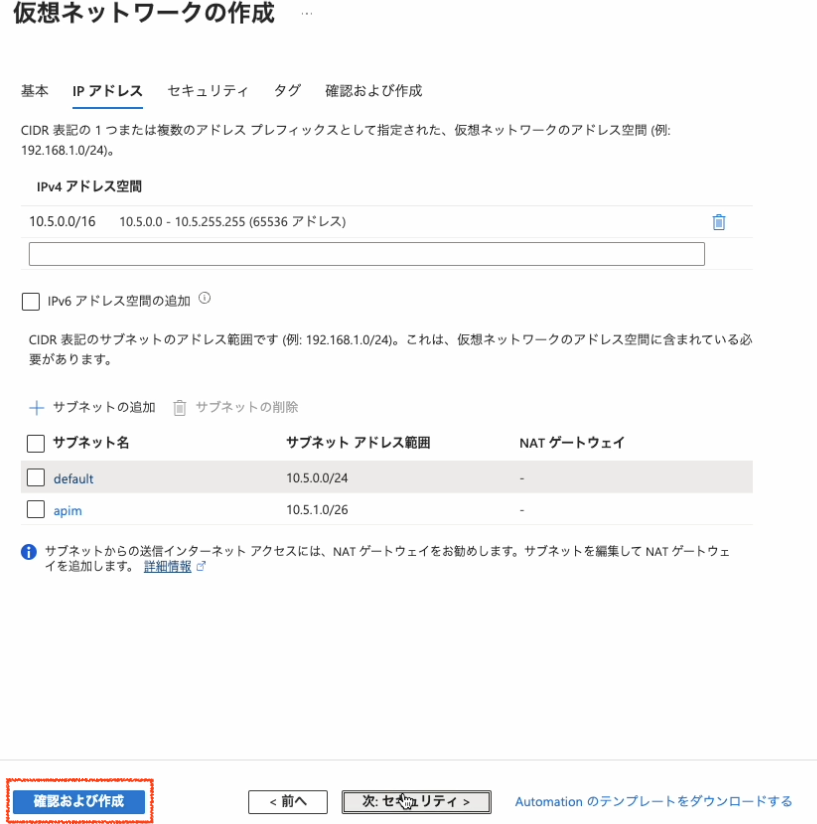 仮想ネットワークの作成 …
基本 IP アドレス セキュリティ タグ 確認および作成
CIDR 表記の 1 つまたは複数のアドレス プレフィックスとして指定された、仮想ネットワークのアドレス空間 (例:
192.168.1.0/24)。
IPv4 アドレス空間
10.5.0.0/16 10.5.0.0 - 10.5.255.255 (65536 アドレス)
IPv6 アドレス空間の追加
CIDR 表記のサブネットのアドレス範囲です (例: 192.168.1.0/24)。これは、仮想ネットワークのアドレス空間に含まれている必
要があります。
サブネットの追加 サブネットの削除
サブネット名 サブネット アドレス範囲 NAT ゲートウェイ
default 10.5.0.0/24 -
apim 10.5.1.0/26 -
サブネットからの送信インターネット アクセスには、NAT ゲートウェイをお勧めします。サブネットを編集して NAT ゲートウェ
イを追加します。 詳細情報
確認および作成 < 前へ 次: セキュリティ > Automation のテンプレートをダウンロードする